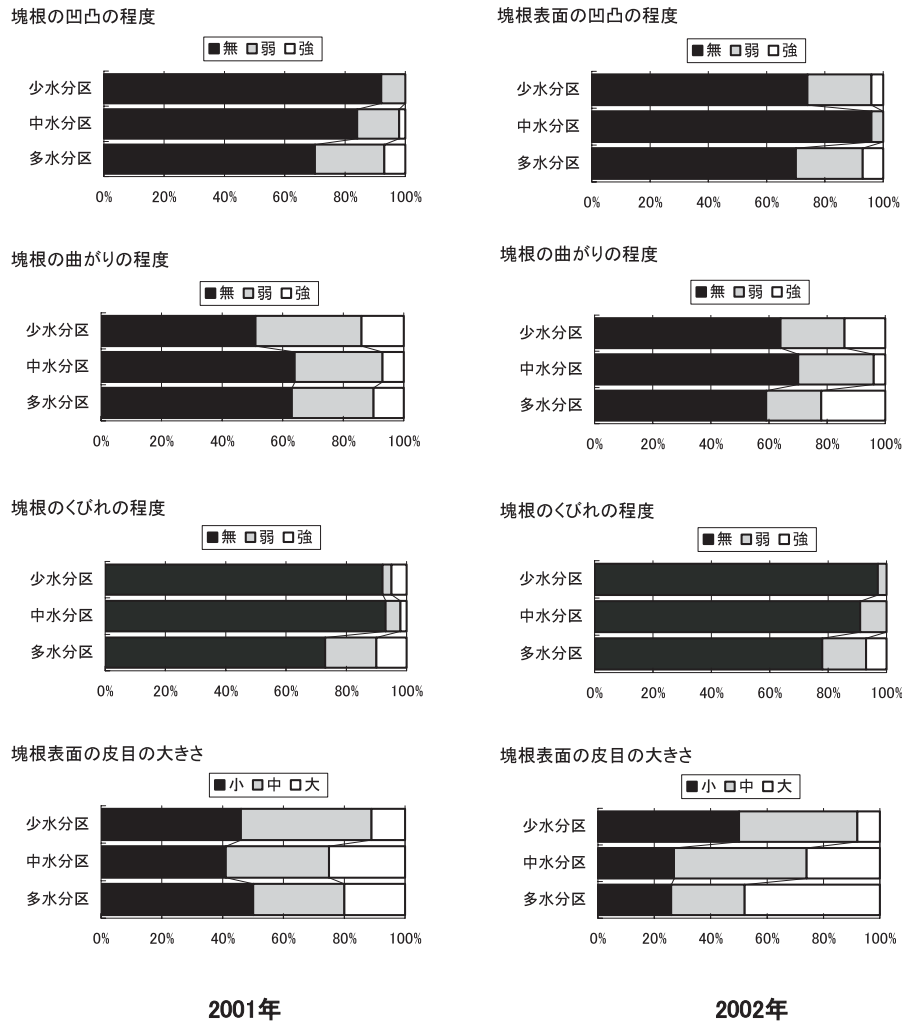 塊根の凹凸の程度
■無 □弱 □強
少水分区
中水分区
多水分区
0% 20% 40% 60% 80% 100%
塊根表面の凹凸の程度
■無 □弱 □強
少水分区
中水分区
多水分区
0% 20% 40% 60% 80% 100%
塊根の曲がりの程度
■無 □弱 □強
少水分区
中水分区
多水分区
0% 20% 40% 60% 80% 100%
塊根の曲がりの程度
■無 □弱 □強
少水分区
中水分区
多水分区
0% 20% 40% 60% 80% 100%
塊根のくびれの程度
■無 □弱 □強
少水分区
中水分区
多水分区
0% 20% 40% 60% 80% 100%
塊根のくびれの程度
■無 □弱 □強
少水分区
中水分区
多水分区
0% 20% 40% 60% 80% 100%
塊根表面の皮目の大きさ
■小 □中 □大
少水分区
中水分区
多水分区
0% 20% 40% 60% 80% 100%
塊根表面の皮目の大きさ
■小 □中 □大
少水分区
中水分区
多水分区
0% 20% 40% 60% 80% 100%
2001年
2002年